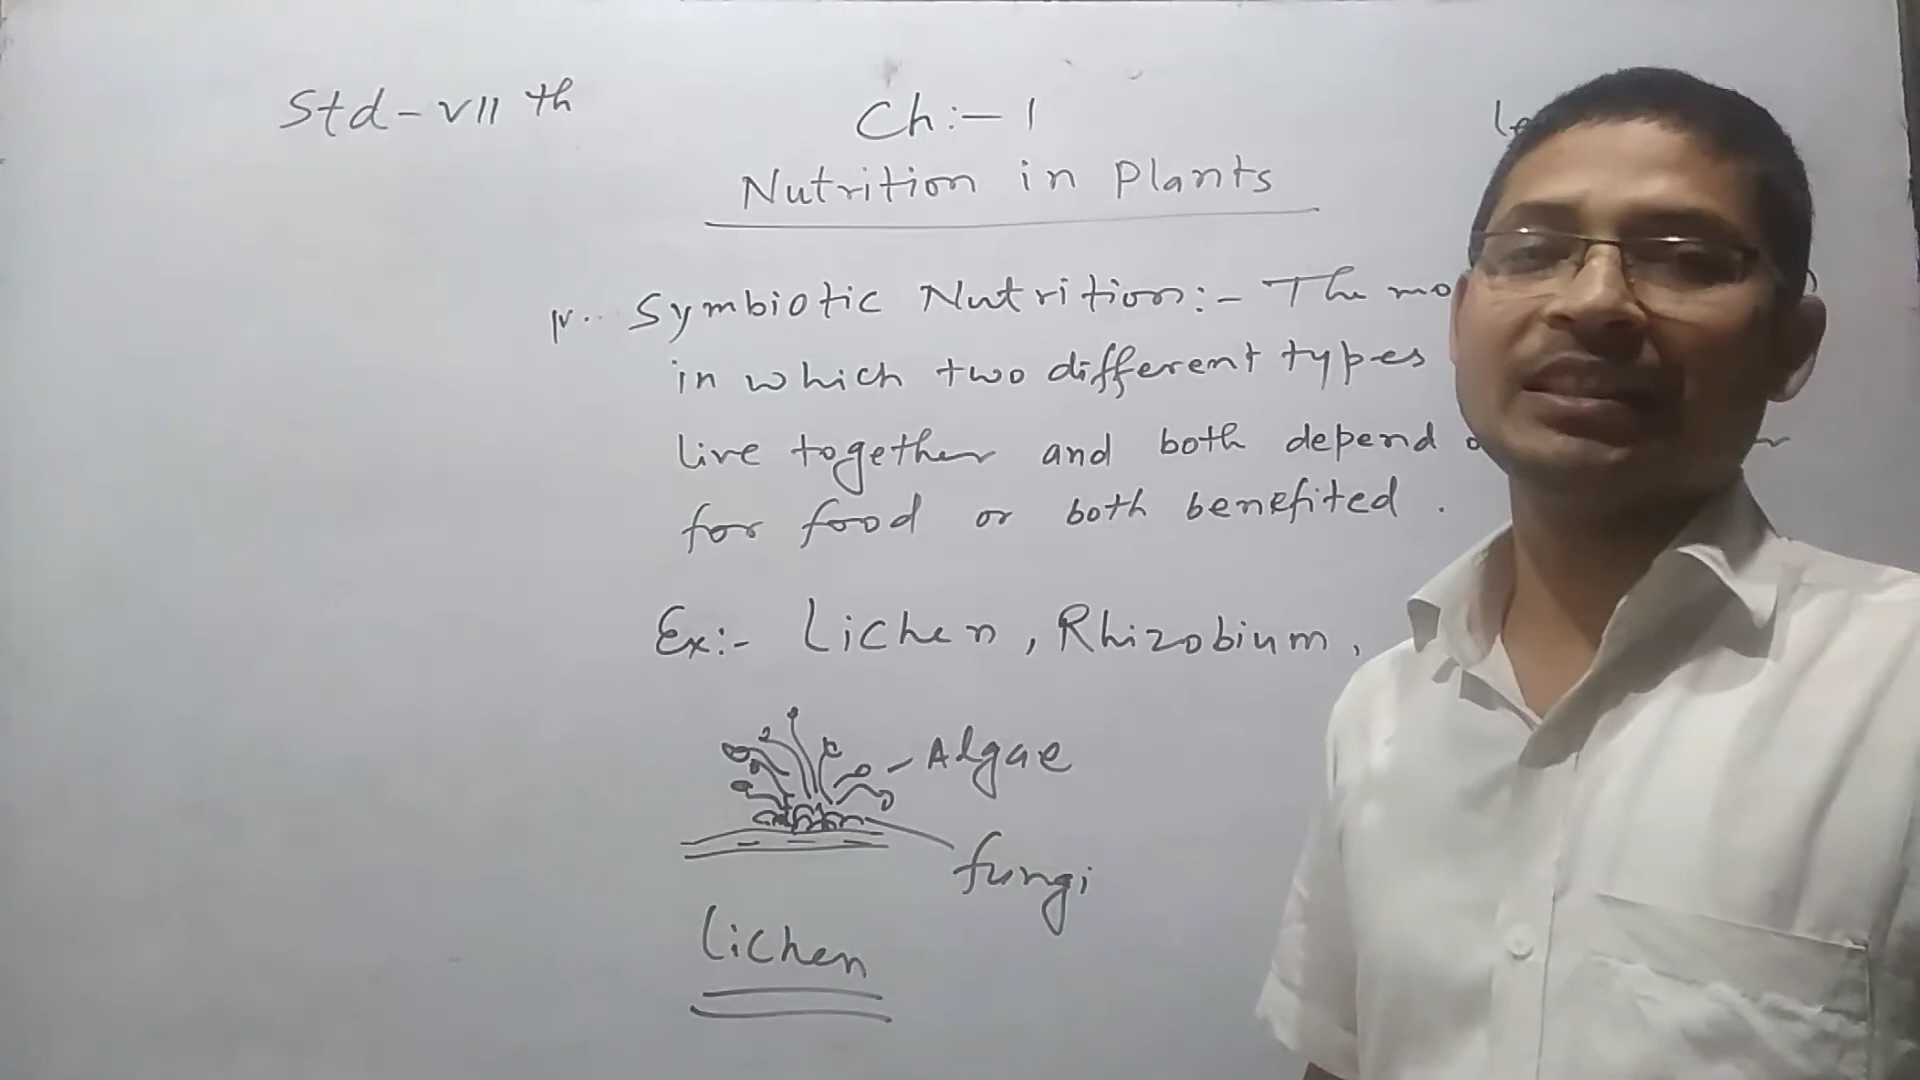 Std-VII th
Ch:-1
Nutrition in Plants
IV. Symbiotic Nutrition:- The
in which two different types
live together and both depend
for food or both benefited.
Ex:- Lichen, Rhizobium,
Algae
fungi
Lichen